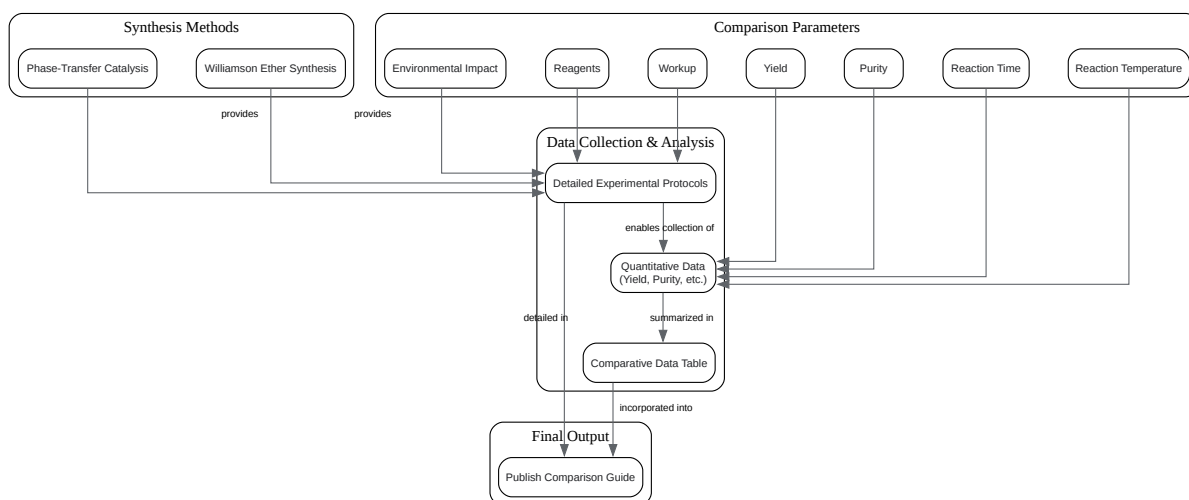 Synthesis Methods
Comparison Parameters
Phase-Transfer Catalysis
Williamson Ether Synthesis
Environmental Impact
Reagents
Workup
Yield
Purity
Reaction Time
Reaction Temperature
provides
provides
Data Collection & Analysis
Detailed Experimental Protocols
enables collection of
Quantitative Data
(Yield, Purity, etc.)
detailed in
summarized in
Comparative Data Table
incorporated into
Final Output
Publish Comparison Guide